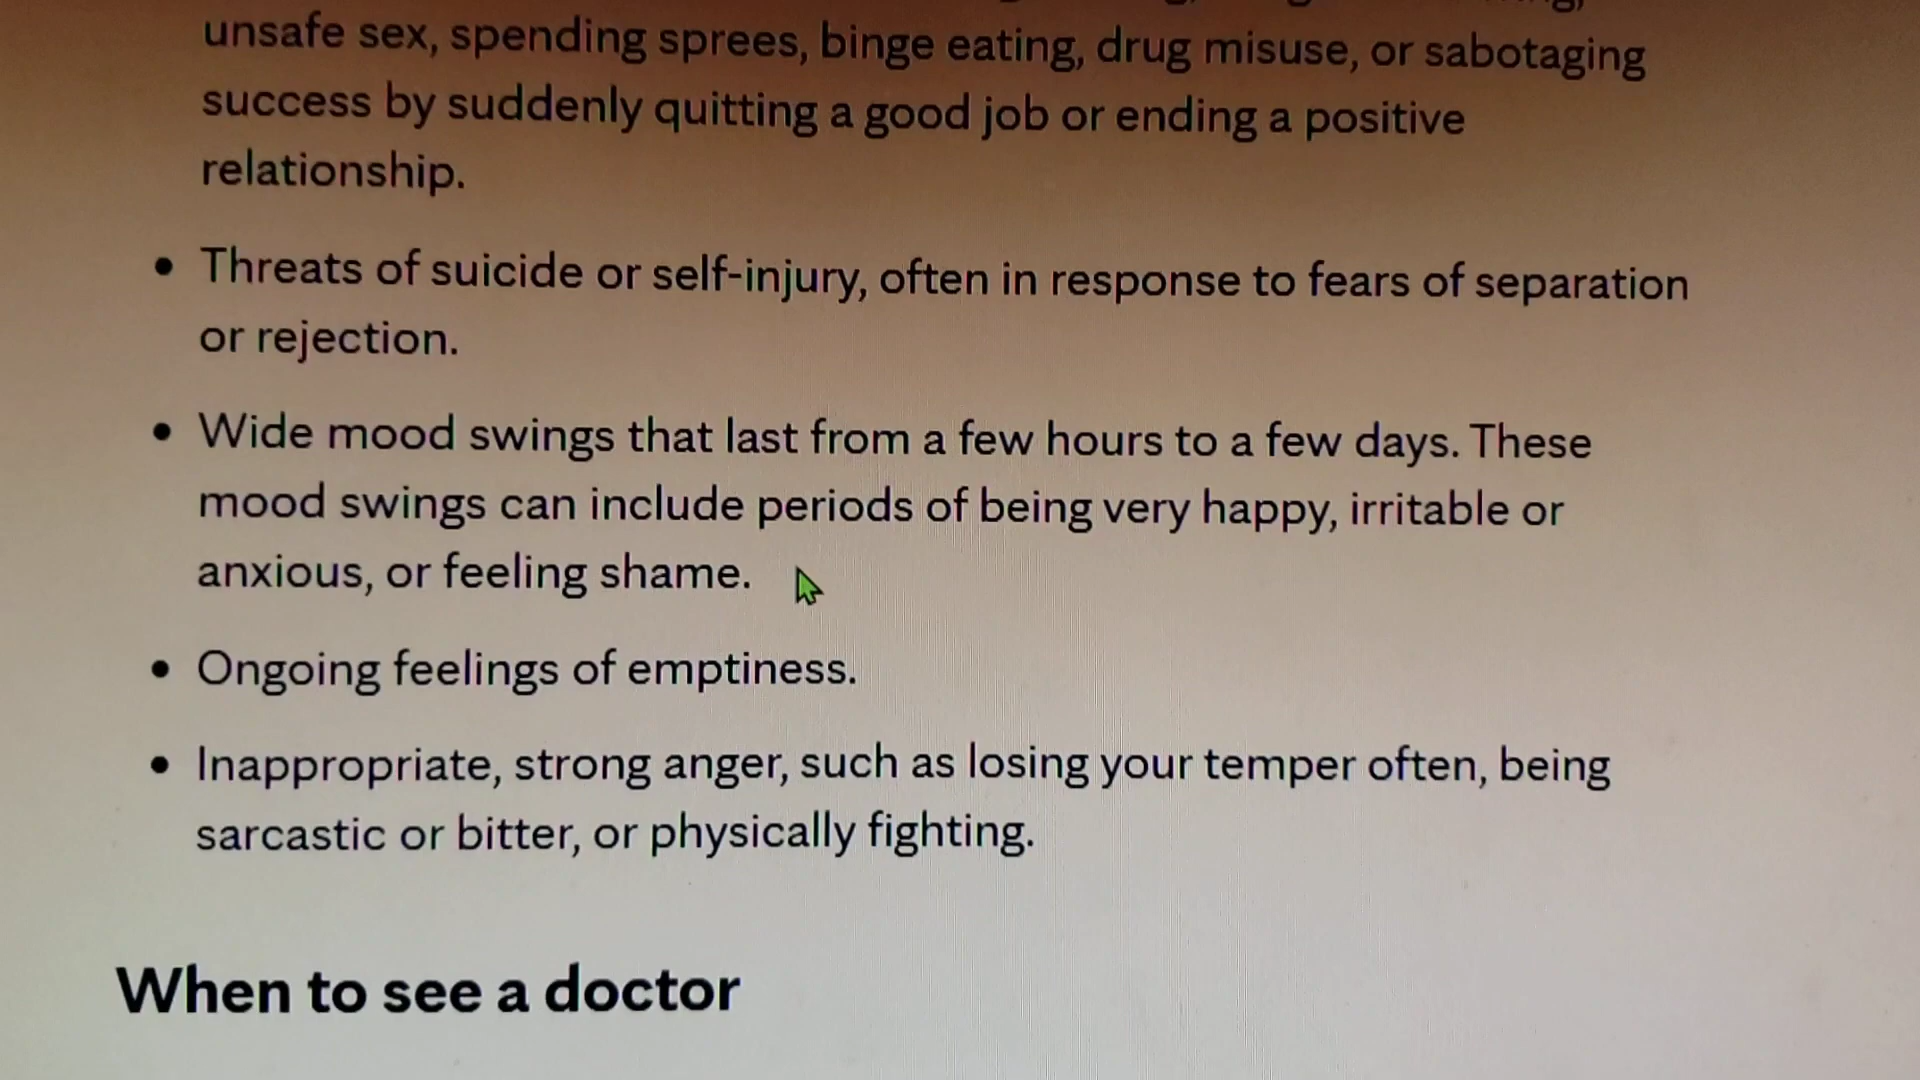 unsafe sex, spending sprees, binge eating, drug misuse, or sabotaging
success by suddenly quitting a good job or ending a positive
relationship.
• Threats of suicide or self-injury, often in response to fears of separation
or rejection.
• Wide mood swings that last from a few hours to a few days. These
mood swings can include periods of being very happy, irritable or
anxious, or feeling shame.
• Ongoing feelings of emptiness.
• Inappropriate, strong anger, such as losing your temper often, being
sarcastic or bitter, or physically fighting.
When to see a doctor